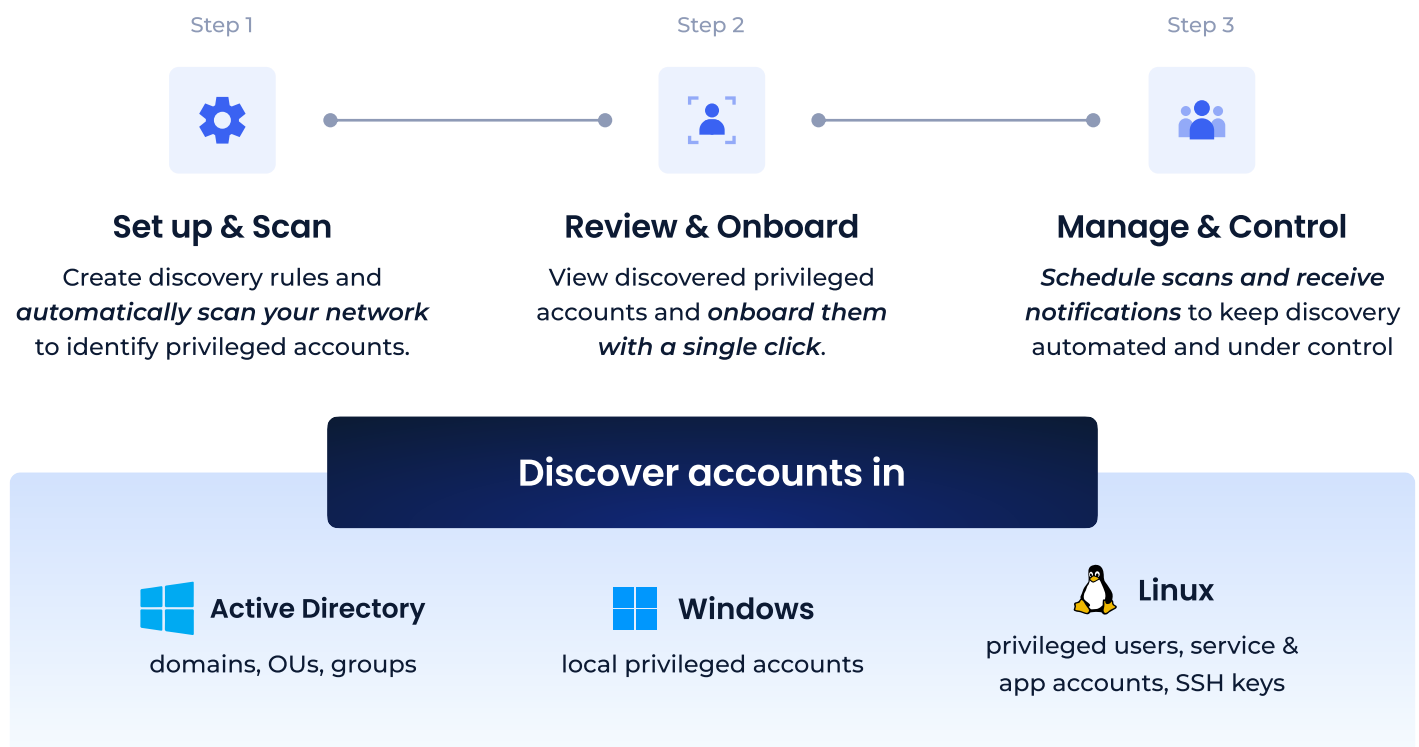 Step 1
Set up & Scan
Create discovery rules and
automatically scan your network
to identify privileged accounts.
Step 2
Review & Onboard
View discovered privileged
accounts and onboard them
with a single click.
Step 3
Manage & Control
Schedule scans and receive
notifications to keep discovery
automated and under control
Discover accounts in
Active Directory
domains, OUs, groups
Windows
local privileged accounts
Linux
privileged users, service &
app accounts, SSH keys